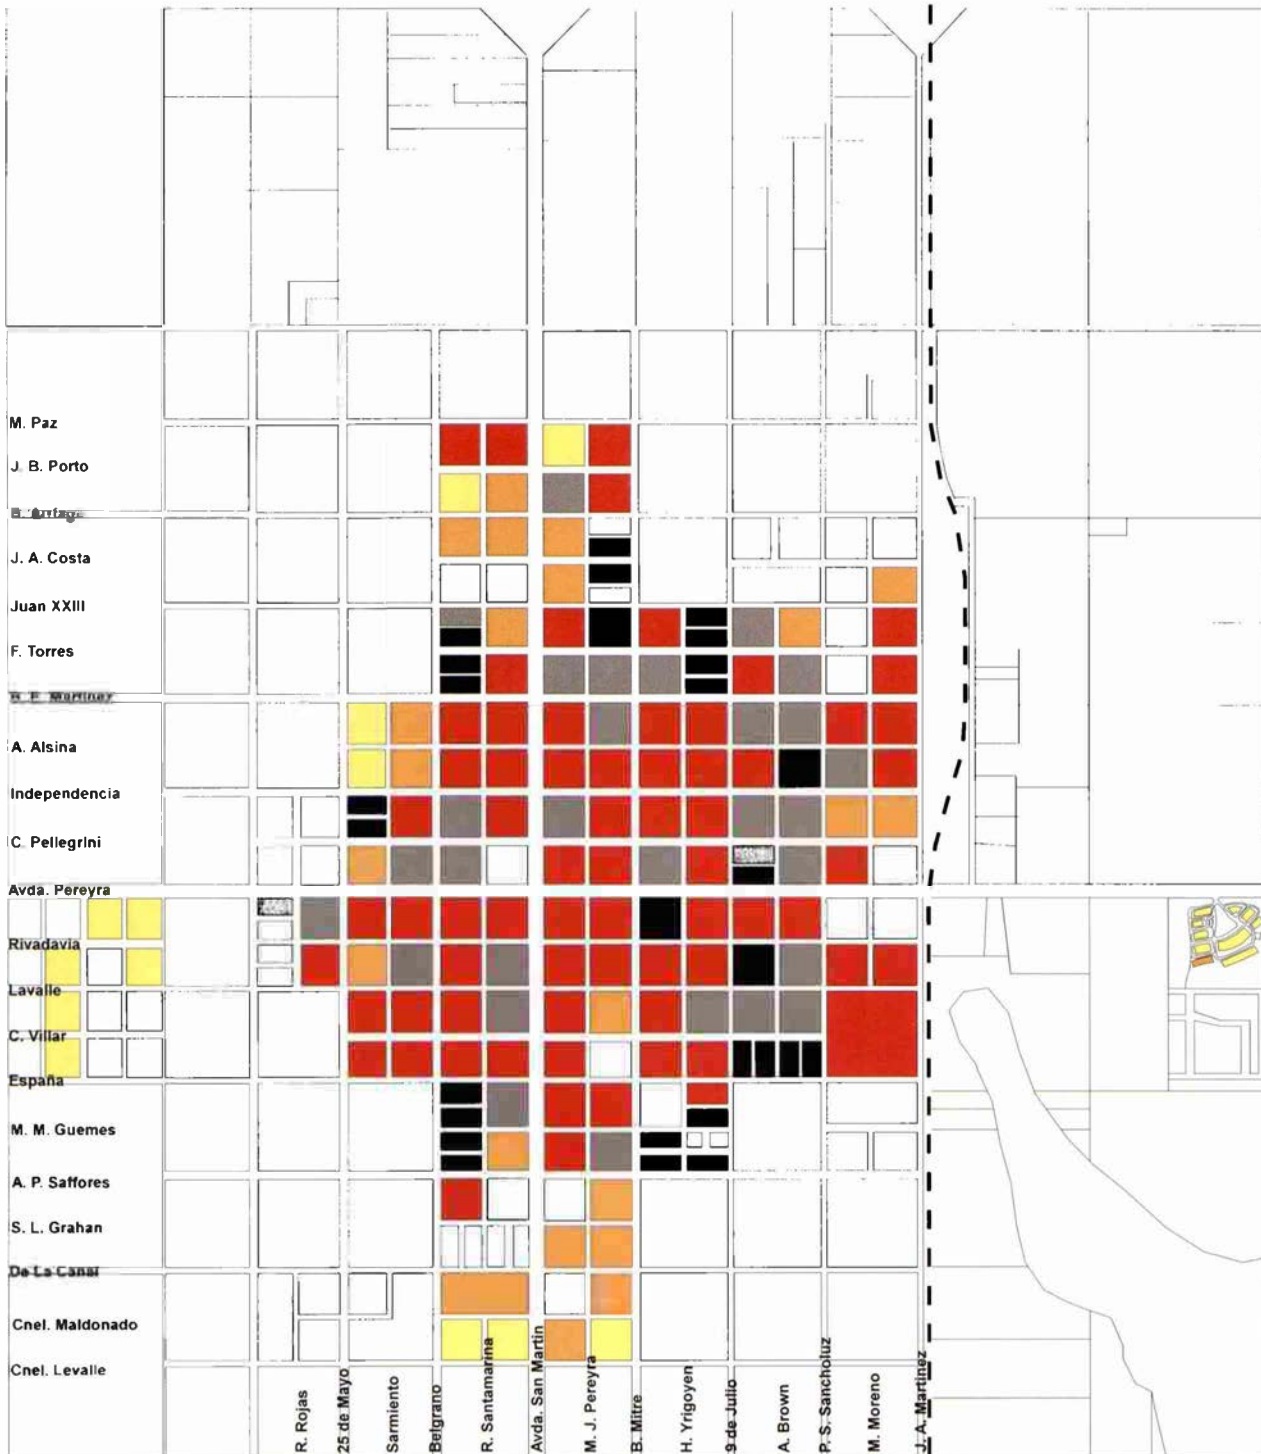 M. Paz
J. B. Porto
J. A. Costa
Juan XXIII
F. Torres
Martinez
A. Alsina
Independencia
C. Pellegrini
Avda. Pereyra
Rivadavia
Lavalle
C. Villar
España
M. M. Guemes
A. P. Saffores
S. L. Grahan
De La Canal
Cnel. Maldonado
Cnel. Levalle
R. Rojas
25 de Mayo
Sarmiento
Belgrano
R. Santamarina
Avda. San Martin
M. J. Pereyra
B. Mitre
H. Yrigoyen
9 de Julio
A. Brown
P. S. Sancholuz
M. Moreno
J. A. Martinez